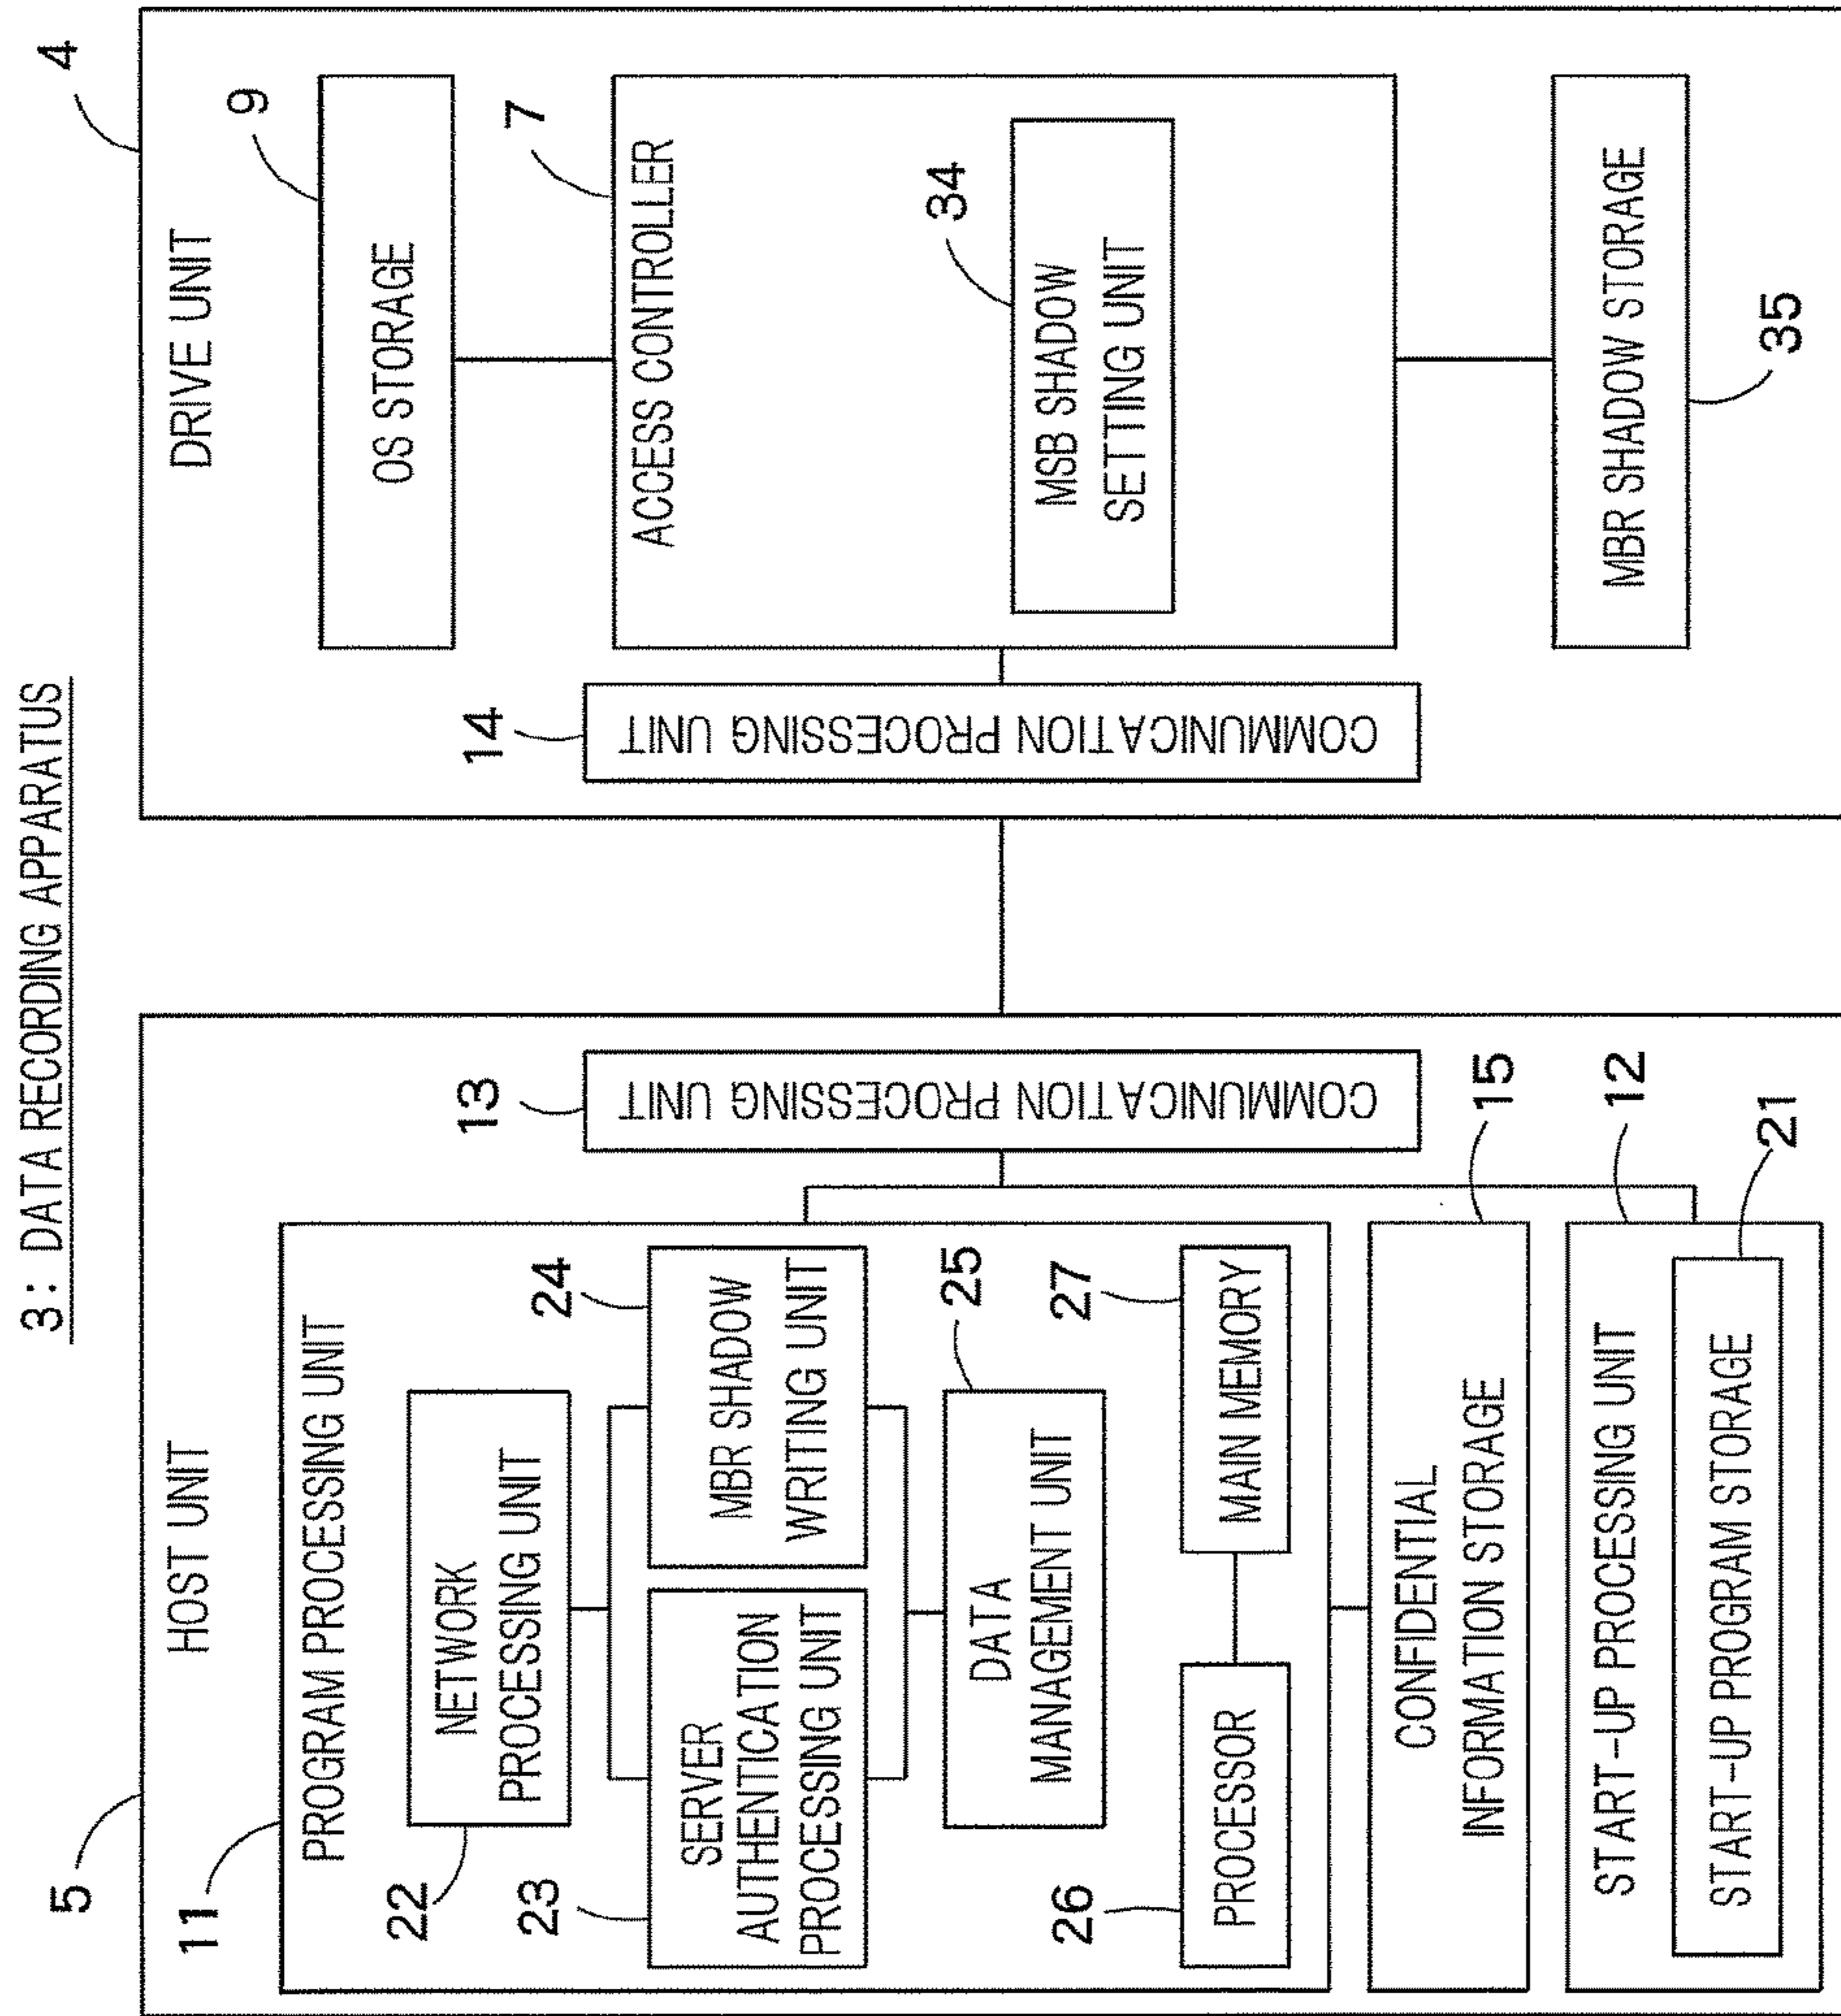 3: DATA RECORDING APPARATUS
5
HOST UNIT
11
PROGRAM PROCESSING UNIT
22
NETWORK
PROCESSING UNIT
23
SERVER
AUTHENTICATION
PROCESSING UNIT
24
MBR SHADOW
WRITING UNIT
25
DATA
MANAGEMENT UNIT
26
PROCESSOR
27
MAIN MEMORY
13
COMMUNICATION PROCESSING UNIT
15
CONFIDENTIAL
INFORMATION STORAGE
12
START-UP PROCESSING UNIT
21
START-UP PROGRAM STORAGE
4
DRIVE UNIT
9
OS STORAGE
14
COMMUNICATION PROCESSING UNIT
7
ACCESS CONTROLLER
34
MSB SHADOW
SETTING UNIT
MBR SHADOW STORAGE
35